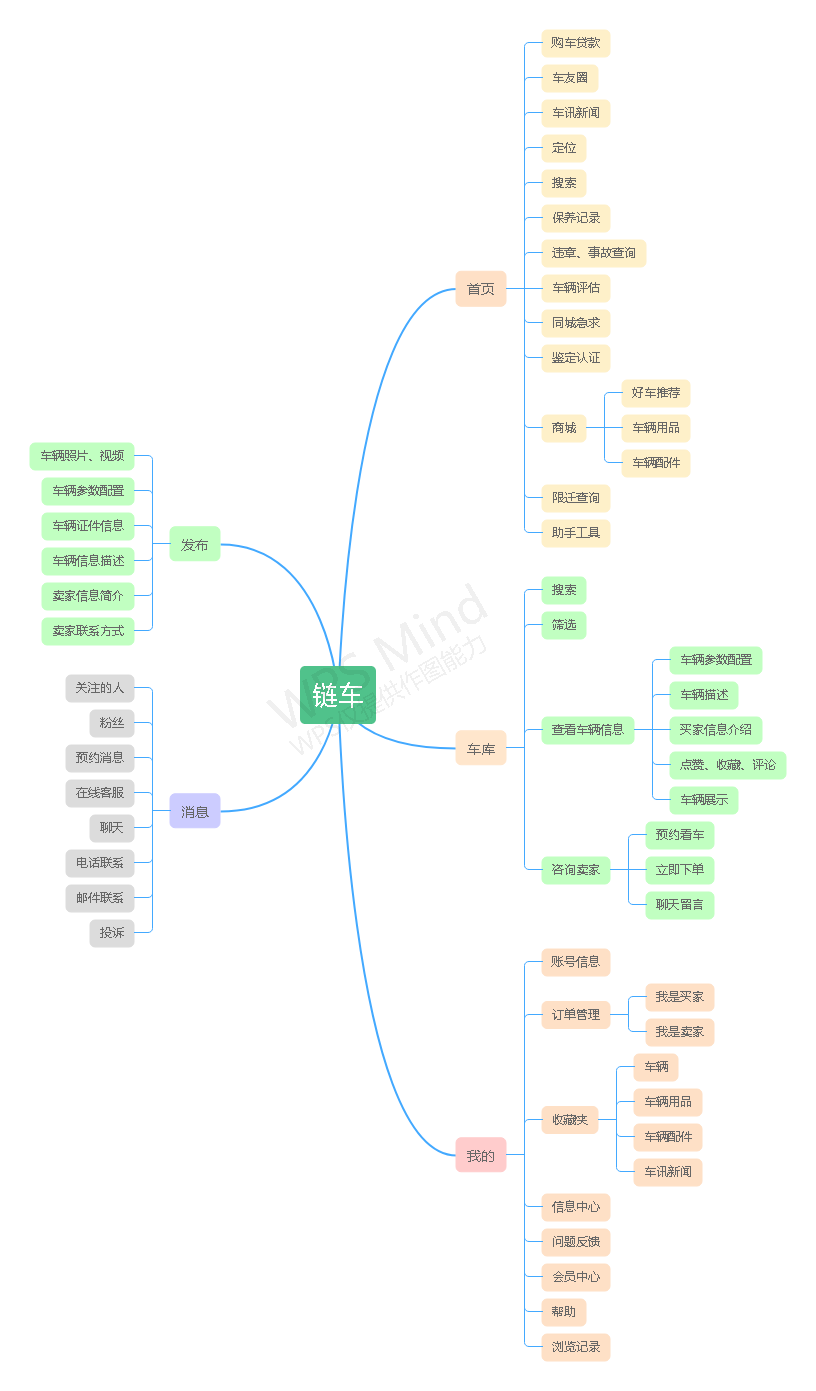 链车
首页
购车贷款
车友圈
车讯新闻
定位
搜索
保养记录
违章、事故查询
车辆评估
同城急求
鉴定认证
商城
好车推荐
车辆用品
车辆配件
限迁查询
助手工具
车库
搜索
筛选
查看车辆信息
车辆参数配置
车辆描述
买家信息介绍
点赞、收藏、评论
车辆展示
咨询卖家
预约看车
立即下单
聊天留言
我的
账号信息
订单管理
我是买家
我是卖家
收藏夹
车辆
车辆用品
车辆配件
车讯新闻
信息中心
问题反馈
会员中心
帮助
浏览记录
发布
车辆照片、视频
车辆参数配置
车辆证件信息
车辆信息描述
卖家信息简介
卖家联系方式
消息
关注的人
粉丝
预约消息
在线客服
聊天
电话联系
邮件联系
投诉
WPS Mind
WPS仅提供作图能力